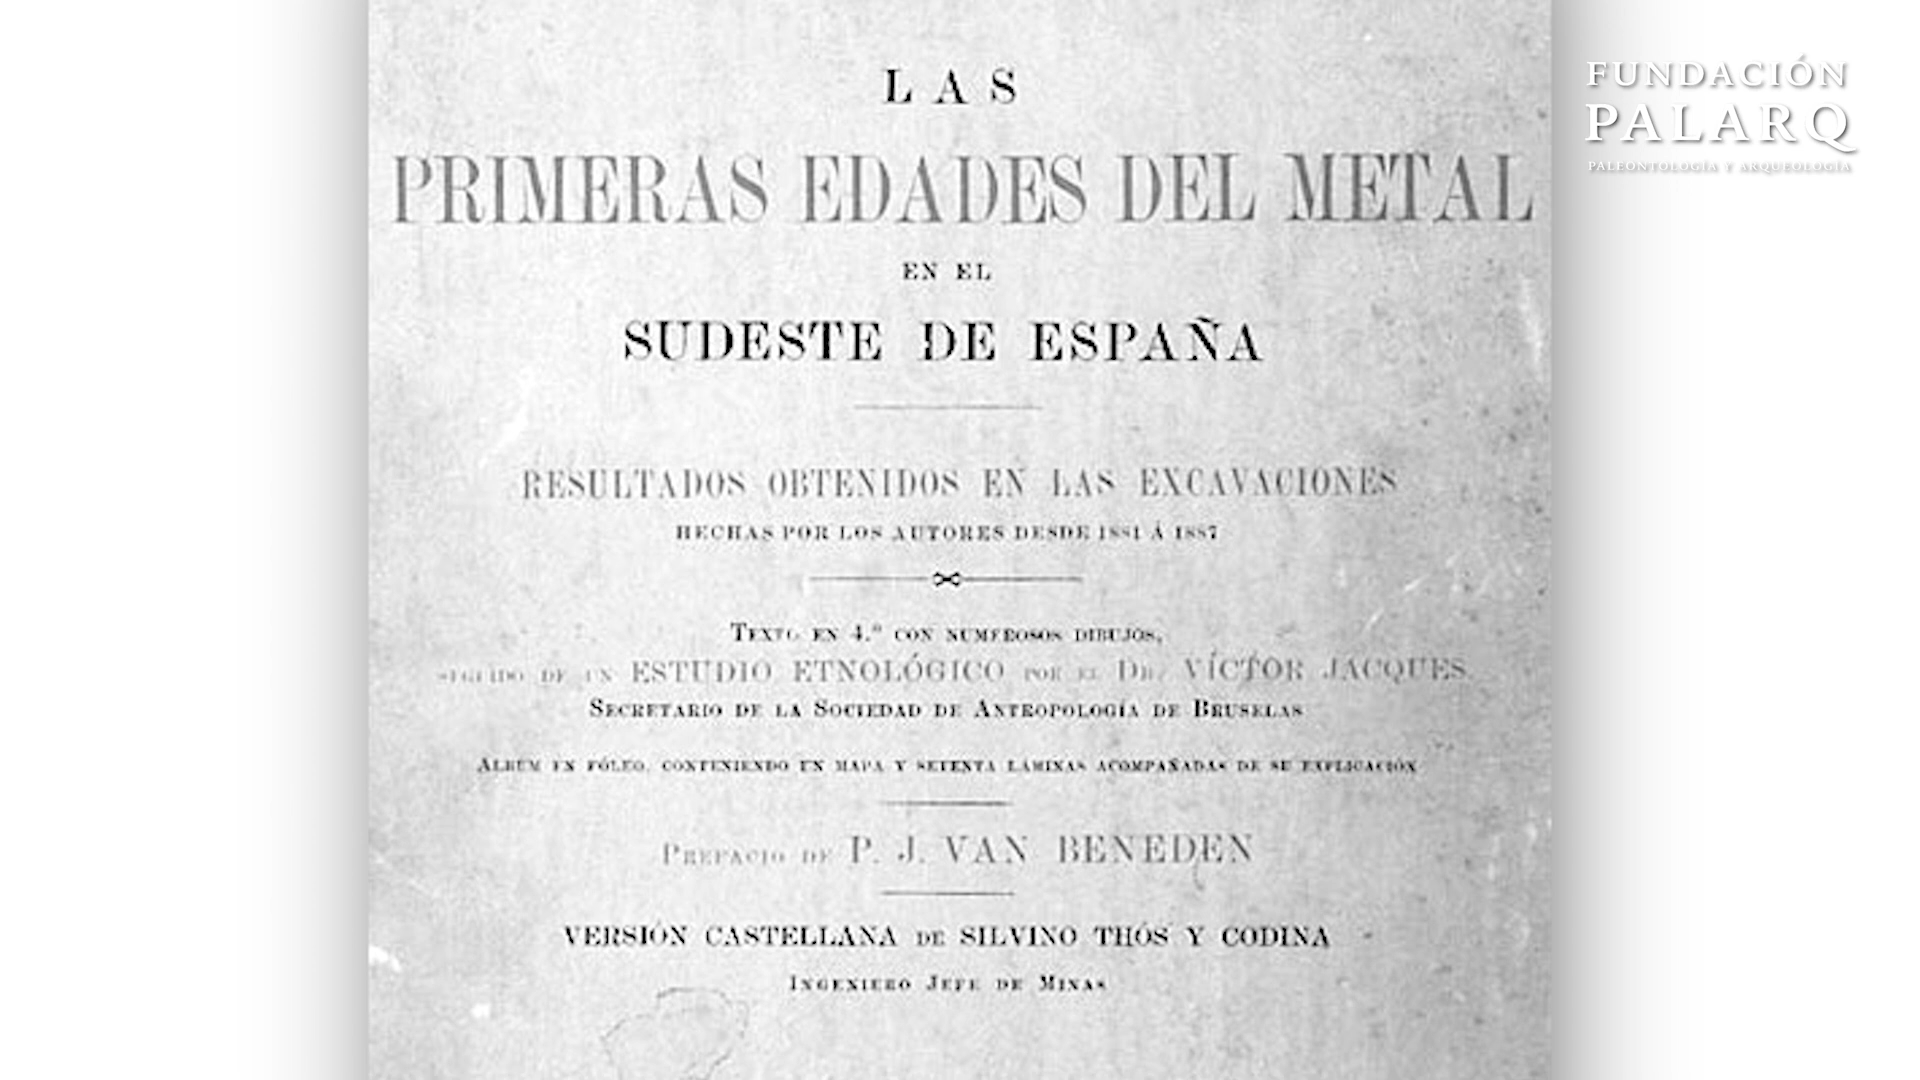 LAS
PRIMERAS EDADES DEL METAL
EN EL
SUDESTE DE ESPAÑA
RESULTADOS OBTENIDOS EN LAS EXCAVACIONES
HECHAS POR LOS AUTORES DESDE 1881 Á 1887
TEXTO EN 4.º CON NUMEROSOS DIBUJOS,
SEGUIDO DE UN ESTUDIO ETNOLÓGICO POR EL DR. VÍCTOR JACQUES
SECRETARIO DE LA SOCIEDAD DE ANTROPOLOGÍA DE BRUSELAS
ALBUM EN FÓLEO, CONTENIENDO UN MAPA Y SETENTA LÁMINAS ACOMPAÑADAS DE SU EXPLICACIÓN
PREFACIO DE P. J. VAN BENEDEN
VERSIÓN CASTELLANA DE SILVINO THÓS Y CODINA
INGENIERO JEFE DE MINAS
FUNDACIÓN
PALARQ
PALEONTOLOGÍA Y ARQUEOLOGÍA